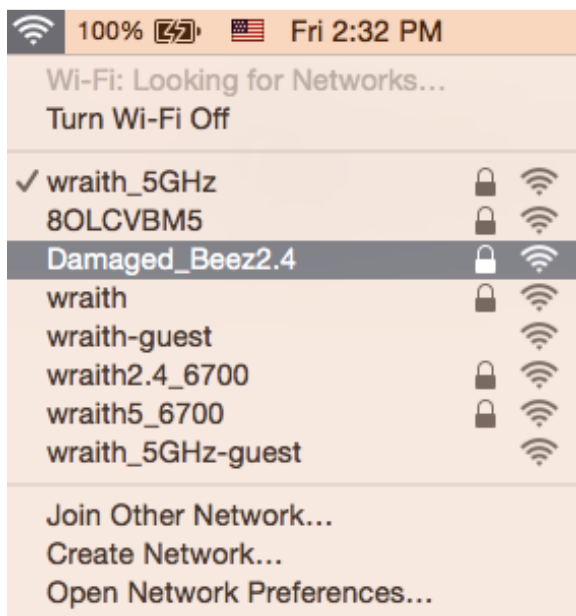 100% Fri 2:32 PM
Wi-Fi: Looking for Networks...
Turn Wi-Fi Off
wraith_5GHz
8OLCVBM5
Damaged_Beez2.4
wraith
wraith-guest
wraith2.4_6700
wraith5_6700
wraith_5GHz-guest
Join Other Network...
Create Network...
Open Network Preferences...